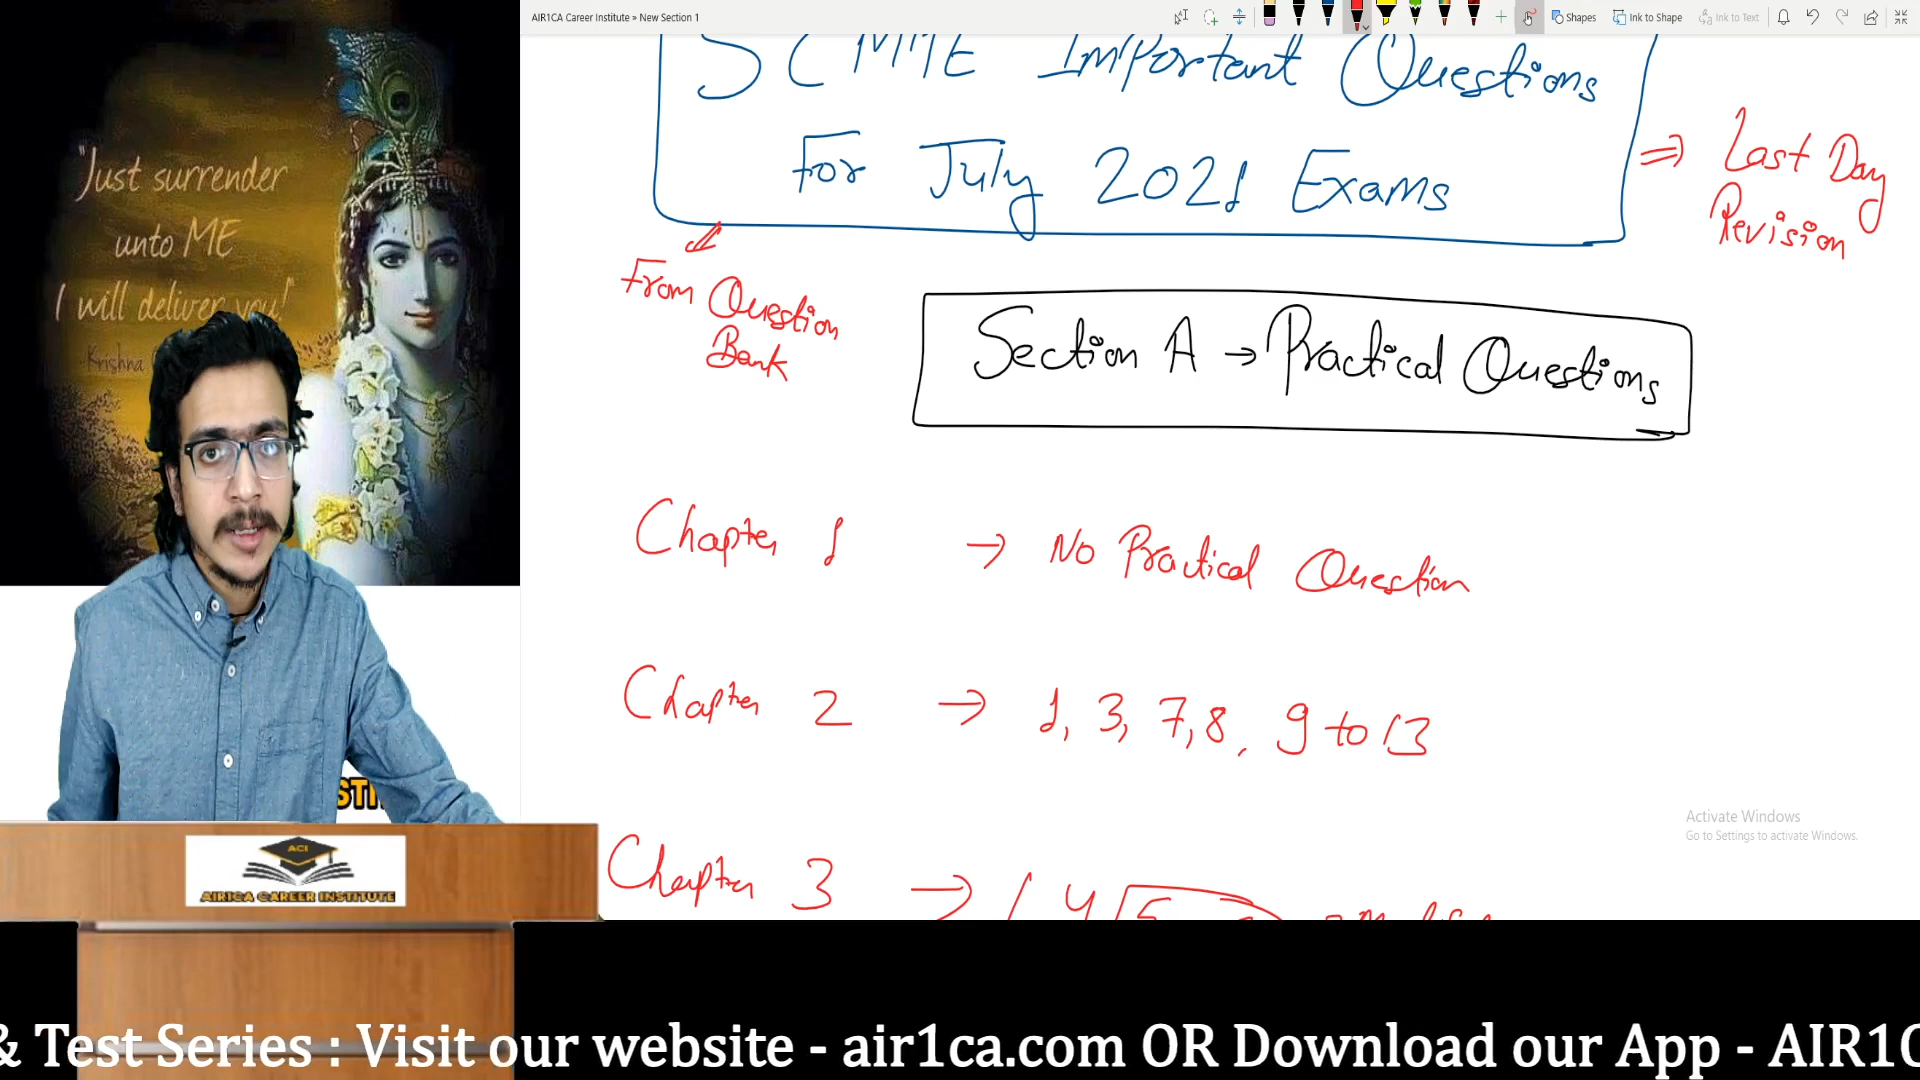 AIR1CA Career Institute » New Section 1
Shapes
Ink to Shape
Ink to Text
SCMPE Important Questions
For July 2021 Exams
⇒ Last Day
Revision
From Question
Bank
Section A → Practical Questions
Chapter 1 → No Practical Question
Chapter 2 → 1, 3, 7, 8, 9 to 13
Chapter 3 →
"Just surrender
unto ME
I will deliver you!"
Krishna
ACI
AIR1CA CAREER INSTITUTE
Activate Windows
Go to Settings to activate Windows.
& Test Series : Visit our website - air1ca.com OR Download our App - AIR1C